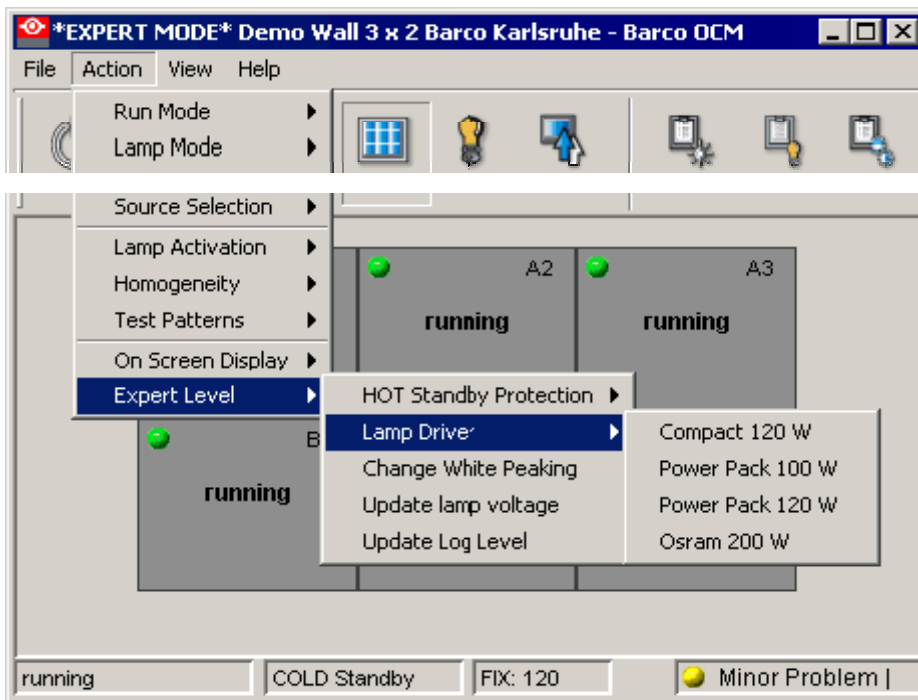 *EXPERT MODE* Demo Wall 3 x 2 Barco Karlsruhe - Barco OCM
File Action View Help
Run Mode
Lamp Mode
Source Selection
Lamp Activation
Homogeneity
Test Patterns
On Screen Display
Expert Level
A2
A3
running
running
HOT Standby Protection
Lamp Driver
Change White Peaking
Update lamp voltage
Update Log Level
Compact 120 W
Power Pack 100 W
Power Pack 120 W
Osram 200 W
B
running
running
COLD Standby
FIX: 120
Minor Problem |